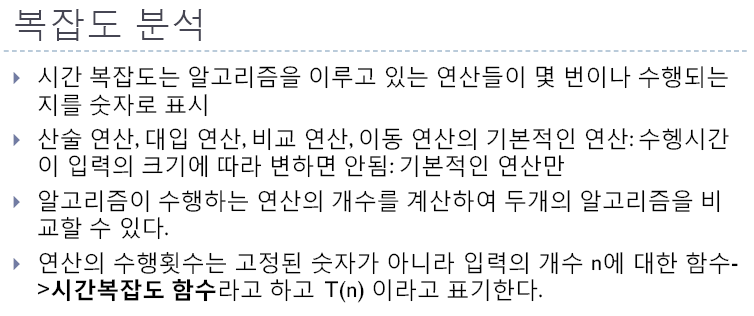 복잡도 분석
시간 복잡도는 알고리즘을 이루고 있는 연산들이 몇 번이나 수행되는
지를 숫자로 표시
산술 연산, 대입 연산, 비교 연산, 이동 연산의 기본적인 연산: 수헹시간
이 입력의 크기에 따라 변하면 안됨: 기본적인 연산만
알고리즘이 수행하는 연산의 개수를 계산하여 두개의 알고리즘을 비
교할 수 있다.
연산의 수행횟수는 고정된 숫자가 아니라 입력의 개수 n에 대한 함수-
>시간복잡도 함수라고 하고 T(n) 이라고 표기한다.